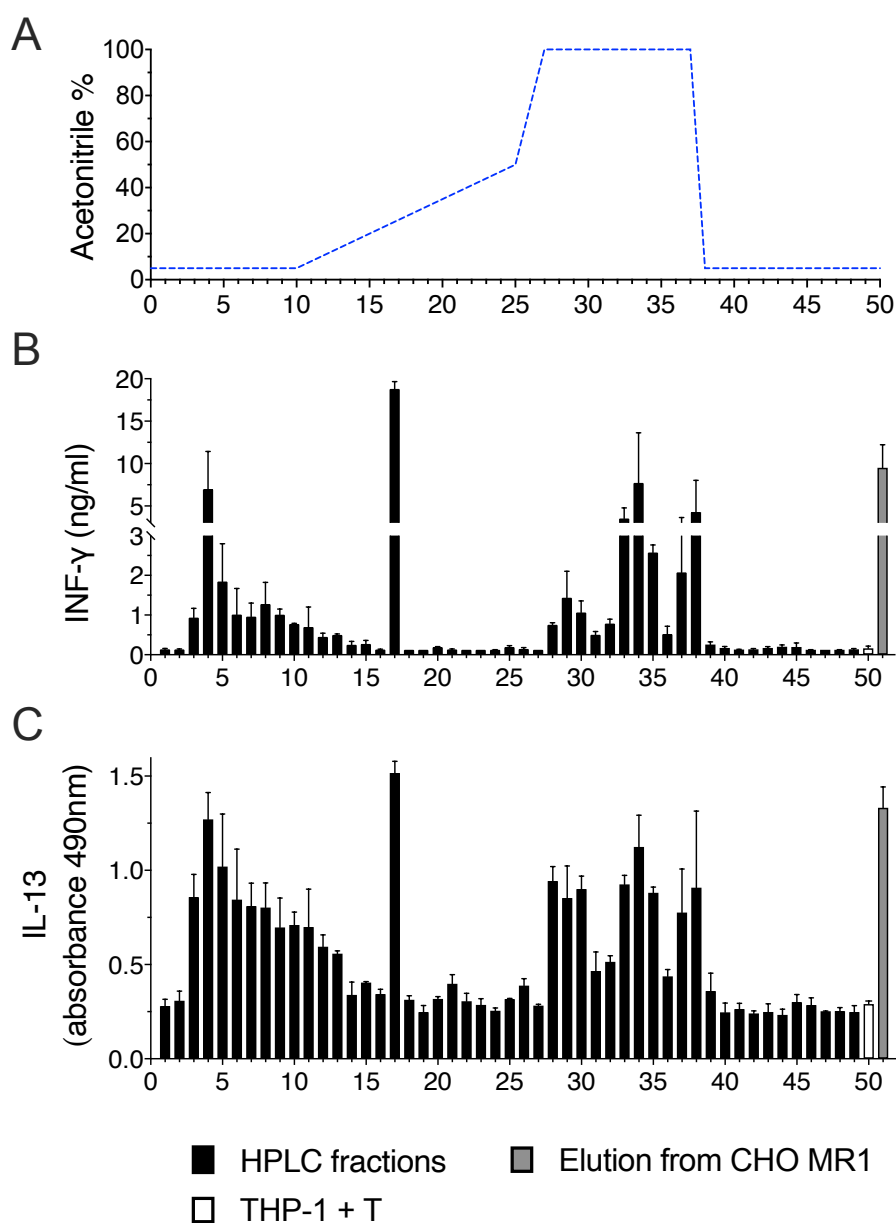 A
Acetonitrile %
100
80
60
40
20
0
0 5 10 15 20 25 30 35 40 45 50
B
INF-γ (ng/ml)
20
15
10
5
3
2
1
0
0 5 10 15 20 25 30 35 40 45 50
C
IL-13
(absorbance 490nm)
1.5
1.0
0.5
0.0
0 5 10 15 20 25 30 35 40 45 50
HPLC fractions Elution from CHO MR1
THP-1 + T